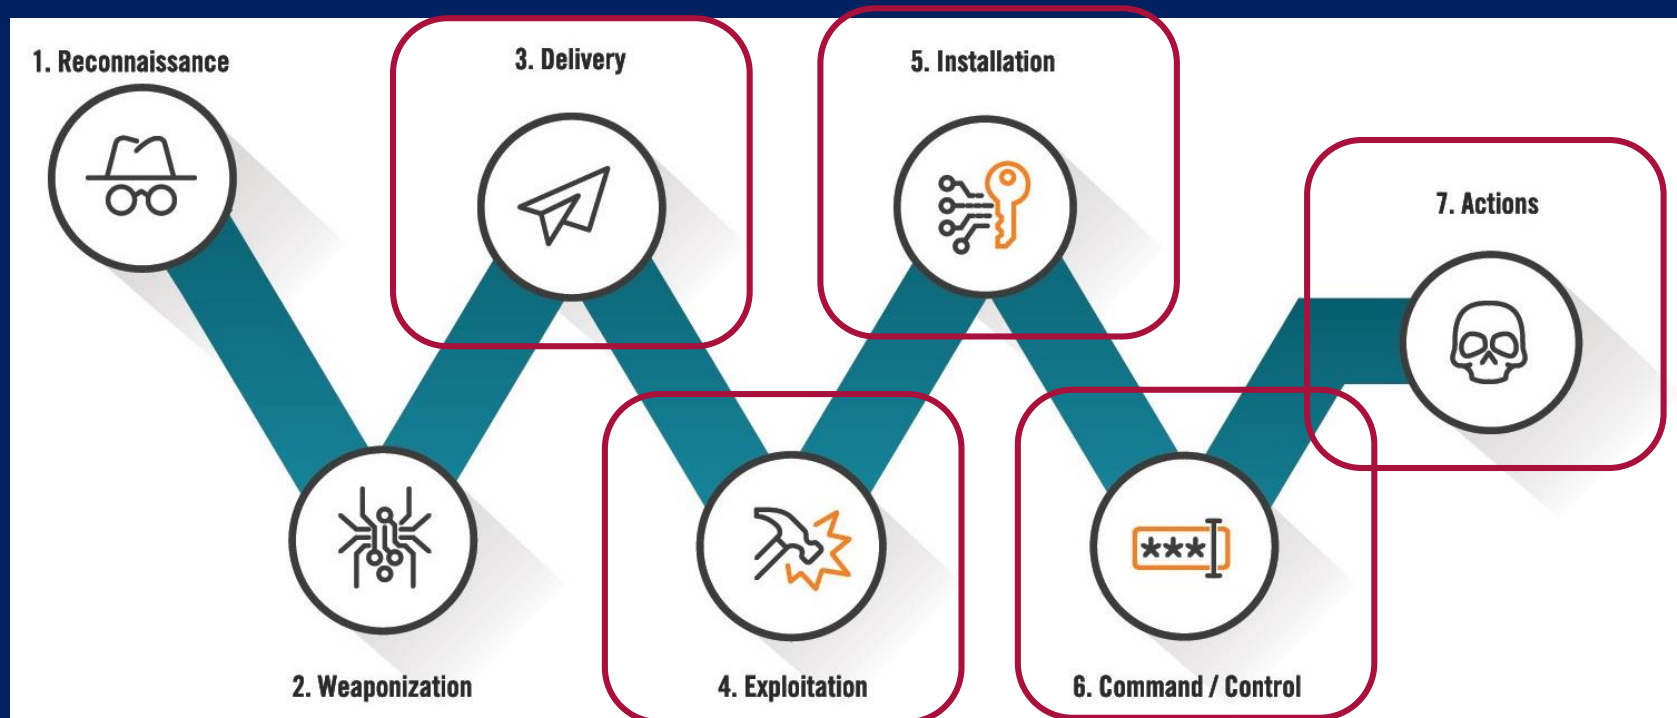 1. Reconnaissance
2. Weaponization
3. Delivery
4. Exploitation
5. Installation
***
6. Command / Control
7. Actions